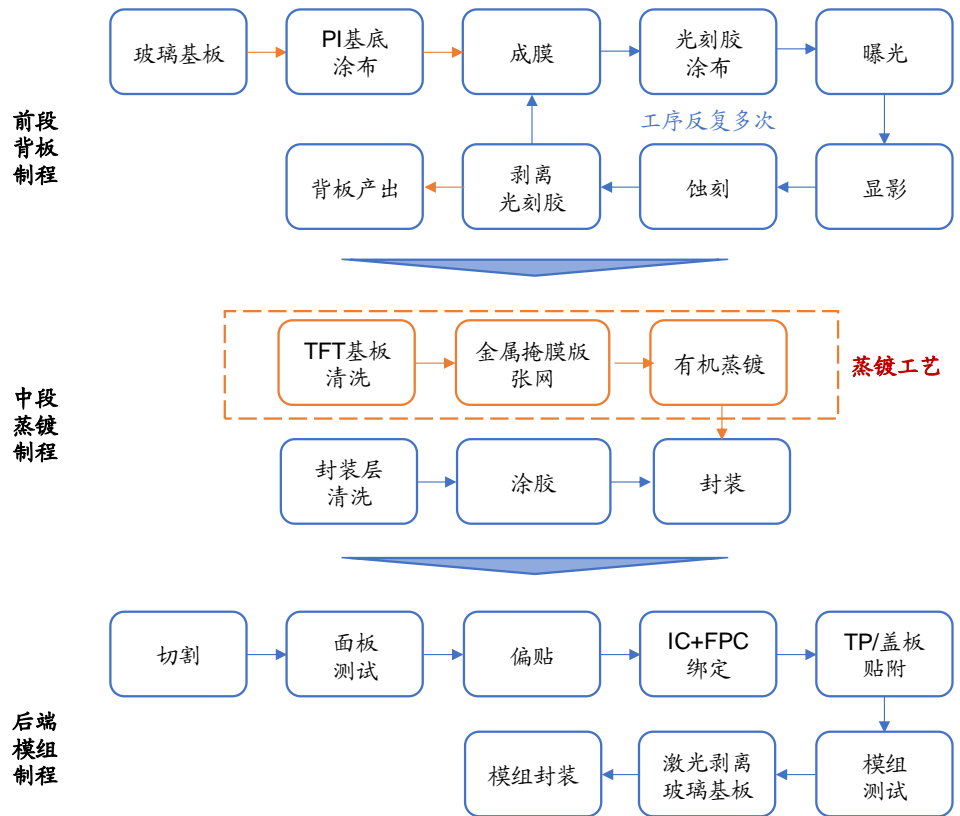 玻璃基板
PI基底
涂布
成膜
光刻胶
涂布
曝光
前段
背板
制程
工序反复多次
背板产出
剥离
光刻胶
蚀刻
显影
TFT基板
清洗
金属掩膜版
张网
有机蒸镀
蒸镀工艺
中段
蒸镀
制程
封装层
清洗
涂胶
封装
切割
面板
测试
偏贴
IC+FPC
绑定
TP/盖板
贴附
后端
模组
制程
模组封装
激光剥离
玻璃基板
模组
测试